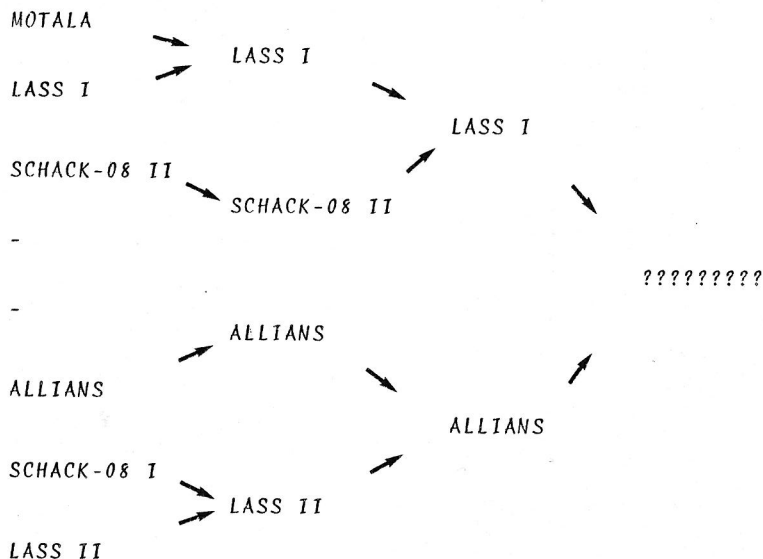 MOTALA
LASS I
LASS I
LASS I
SCHACK-08 II
SCHACK-08 II
-
?????????
-
ALLIANS
ALLIANS
ALLIANS
SCHACK-08 I
LASS II
LASS II